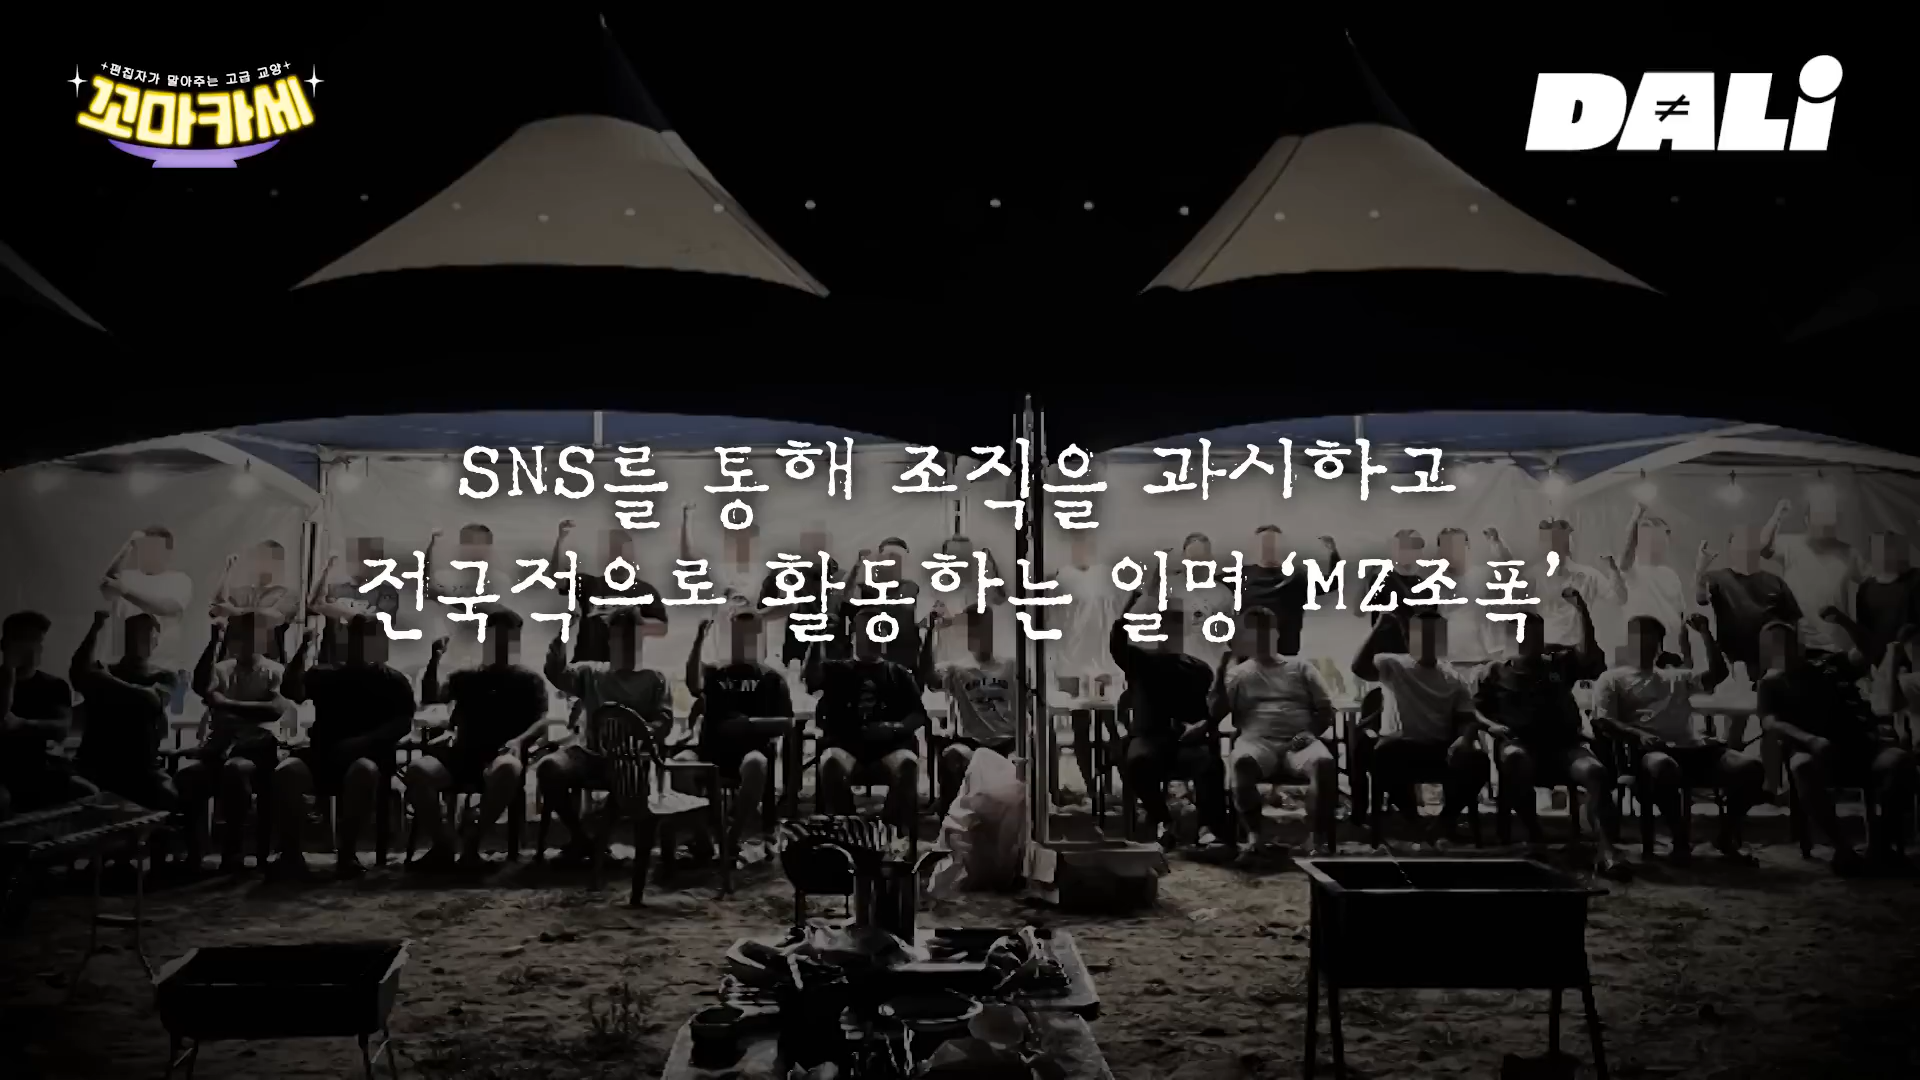 편집자가 말아주는 고급 교양
꼬마카세
DALi
SNS를 통해 조직을 과시하고
전국적으로 활동하는 일명 ‘MZ조폭’